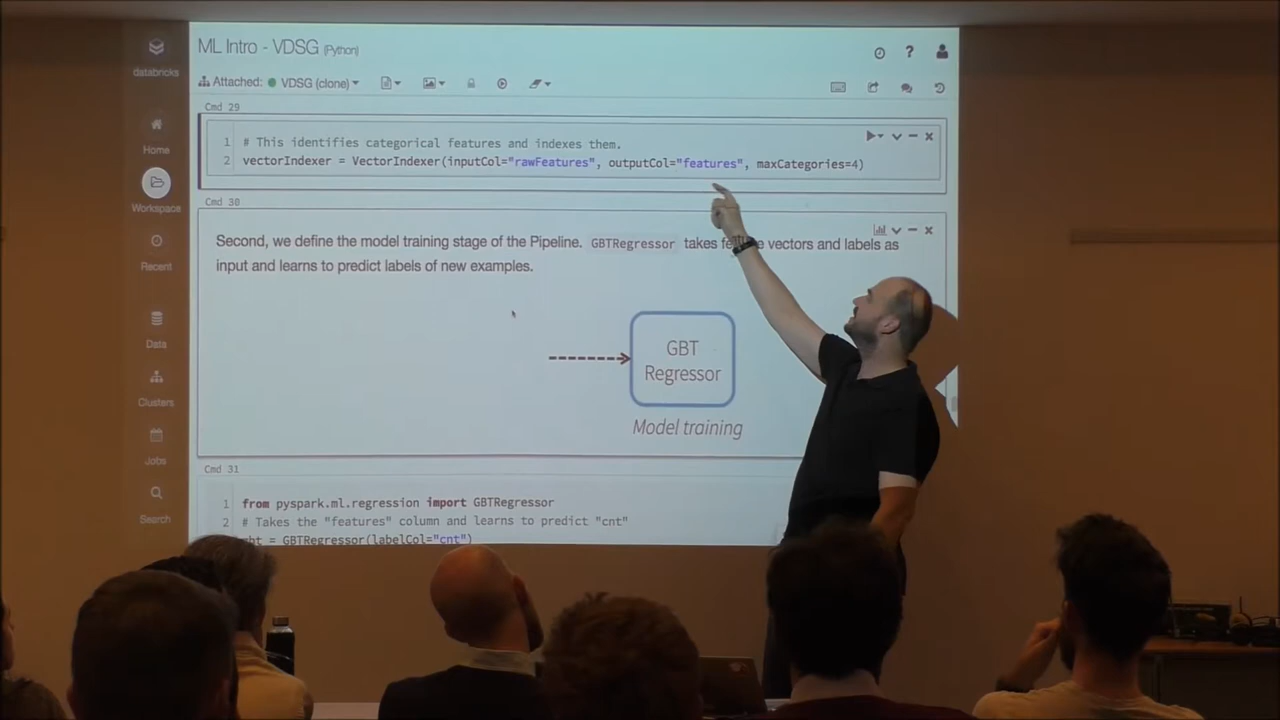 ML Intro - VDSG (Python)
databricks
Attached: VDSG (clone)
?
Cmd 29
1 # This identifies categorical features and indexes them.
2 vectorIndexer = VectorIndexer(inputCol="rawFeatures", outputCol="features", maxCategories=4)
Home
Workspace
Recent
Data
Clusters
Jobs
Search
Cmd 30
Second, we define the model training stage of the Pipeline. GBTRegressor takes vectors and labels as
input and learns to predict labels of new examples.
GBT
Regressor
Model training
Cmd 31
1 from pyspark.ml.regression import GBTRegressor
2 # Takes the "features" column and learns to predict "cnt"
= GBTRegressor(labelCol="cnt")